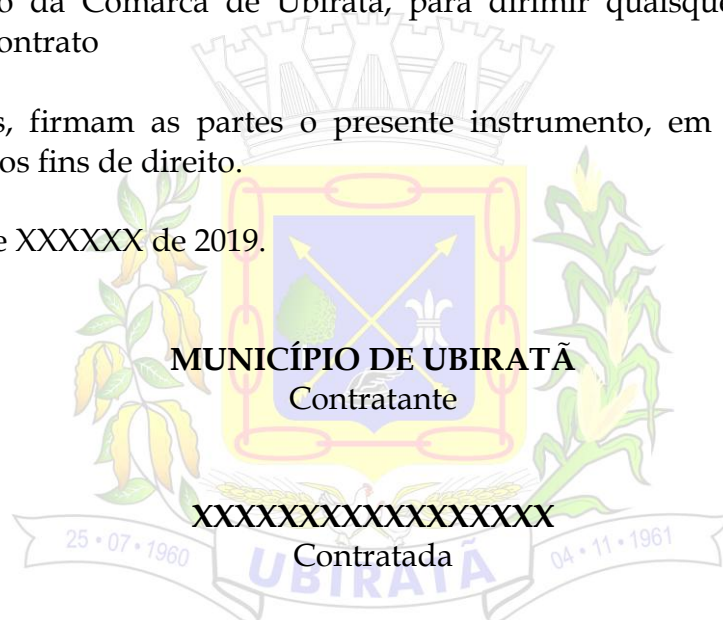 o da Comarca de Ubiratã, para dirimir quaisque
ontrato
s, firmam as partes o presente instrumento, em
os fins de direito.
e XXXXXX de 2019.
MUNICÍPIO DE UBIRATÃ
Contratante
XXXXXXXXXXXXXXXXX
Contratada
25 • 07 • 1960
UBIRATÃ
04 • 11 • 1961